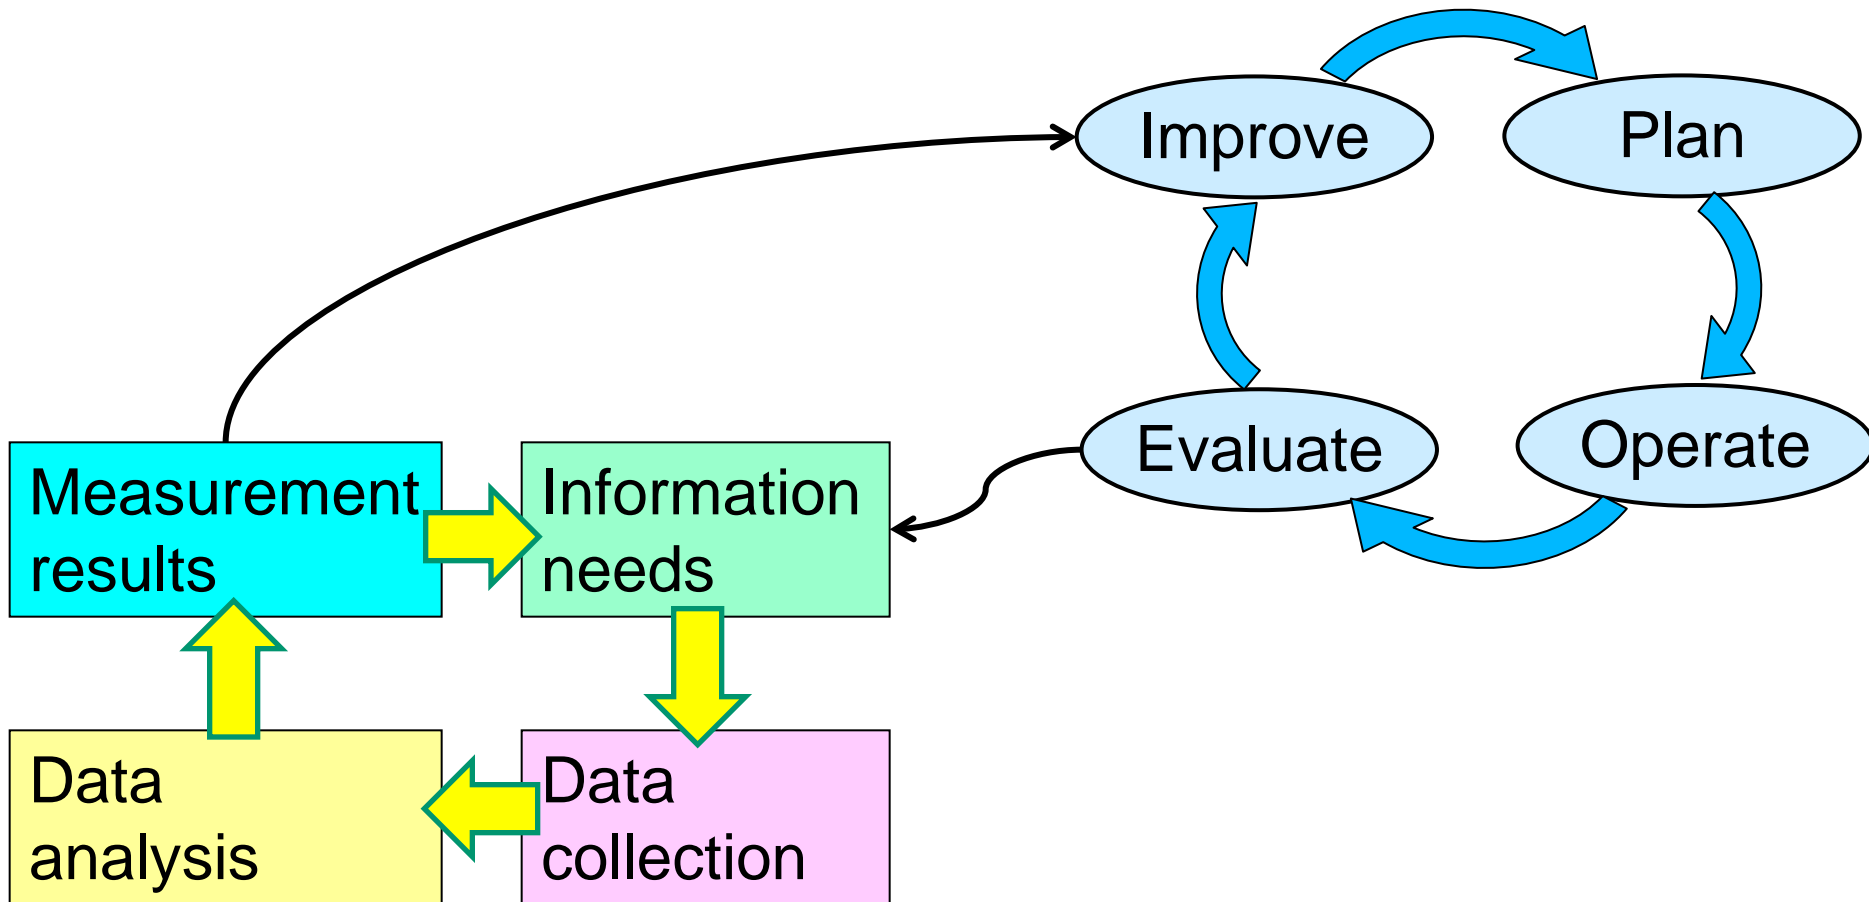 Improve
Plan
Evaluate
Operate
Measurement
results
Information
needs
Data
analysis
Data
collection